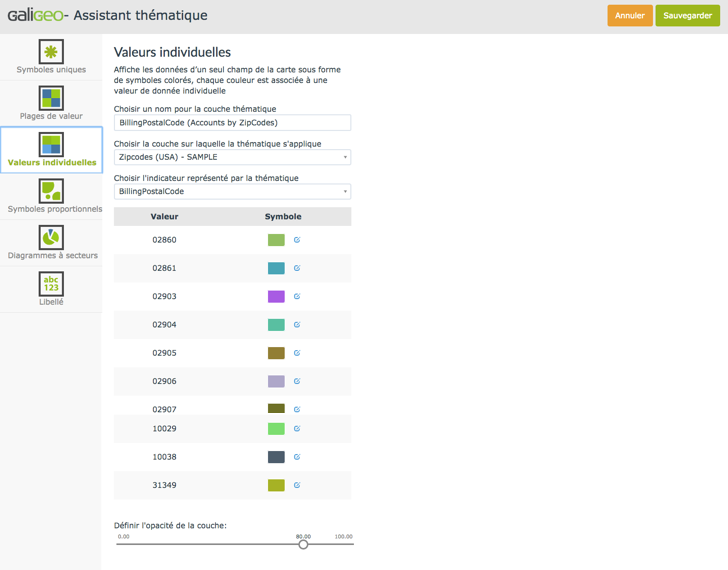 Galigeo - Assistant thématique
Annuler
Sauvegarder
Symboles uniques
Plages de valeur
Valeurs individuelles
Symboles proportionnels
Diagrammes à secteurs
abc
123
Libellé
Valeurs individuelles
Affiche les données d'un seul champ de la carte sous forme
de symboles colorés, chaque couleur est associée à une
valeur de donnée individuelle
Choisir un nom pour la couche thématique
BillingPostalCode (Accounts by ZipCodes)
Choisir la couche sur laquelle la thématique s'applique
Zipcodes (USA) - SAMPLE
Choisir l'indicateur représenté par la thématique
BillingPostalCode
Valeur Symbole
02860
02861
02903
02904
02905
02906
02907
10029
10038
31349
Définir l'opacité de la couche:
0.00 80.00 100.00